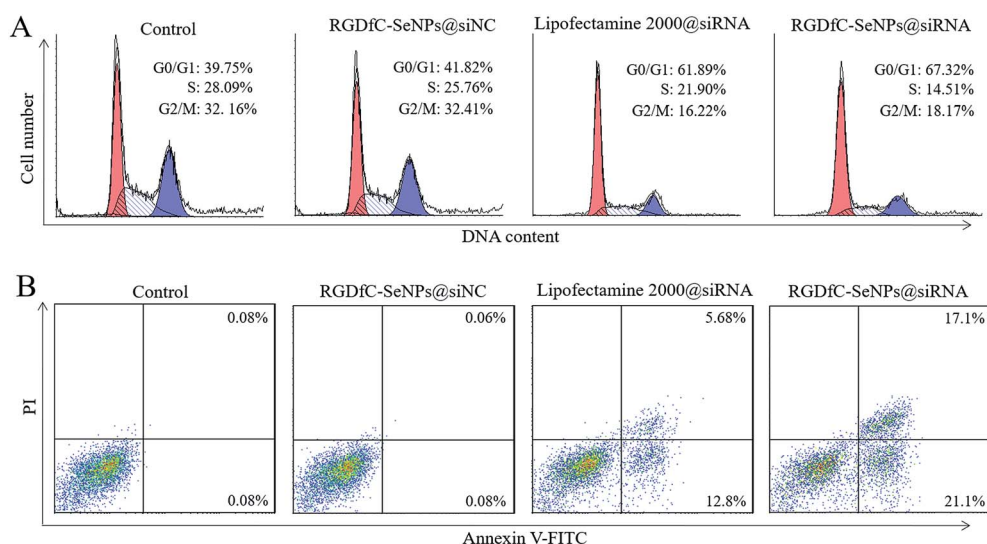 A
Control
RGDfC-SeNPs@siNC
Lipofectamine 2000@siRNA
RGDfC-SeNPs@siRNA
Cell number
G0/G1: 39.75%
S: 28.09%
G2/M: 32. 16%
G0/G1: 41.82%
S: 25.76%
G2/M: 32.41%
G0/G1: 61.89%
S: 21.90%
G2/M: 16.22%
G0/G1: 67.32%
S: 14.51%
G2/M: 18.17%
DNA content
B
Control
RGDfC-SeNPs@siNC
Lipofectamine 2000@siRNA
RGDfC-SeNPs@siRNA
PI
0.08%
0.08%
0.06%
0.08%
5.68%
12.8%
17.1%
21.1%
Annexin V-FITC